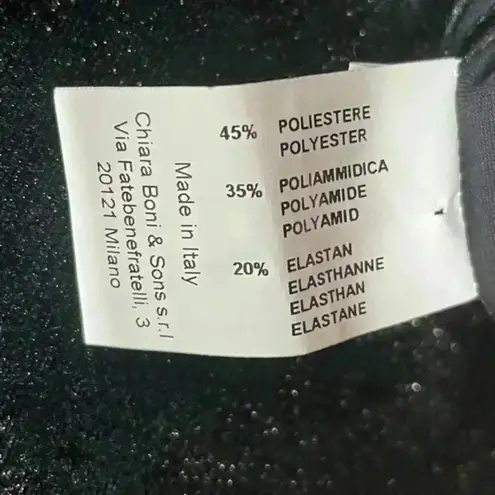 45% POLIESTERE
POLYESTER
35% POLIAMMIDICA
POLYAMIDE
POLYAMID
20% ELASTAN
ELASTHANNE
ELASTHAN
ELASTANE
Made in Italy
Chiara Boni & Sons s.r.l
Via Fatebenefratelli, 3
20121 Milano